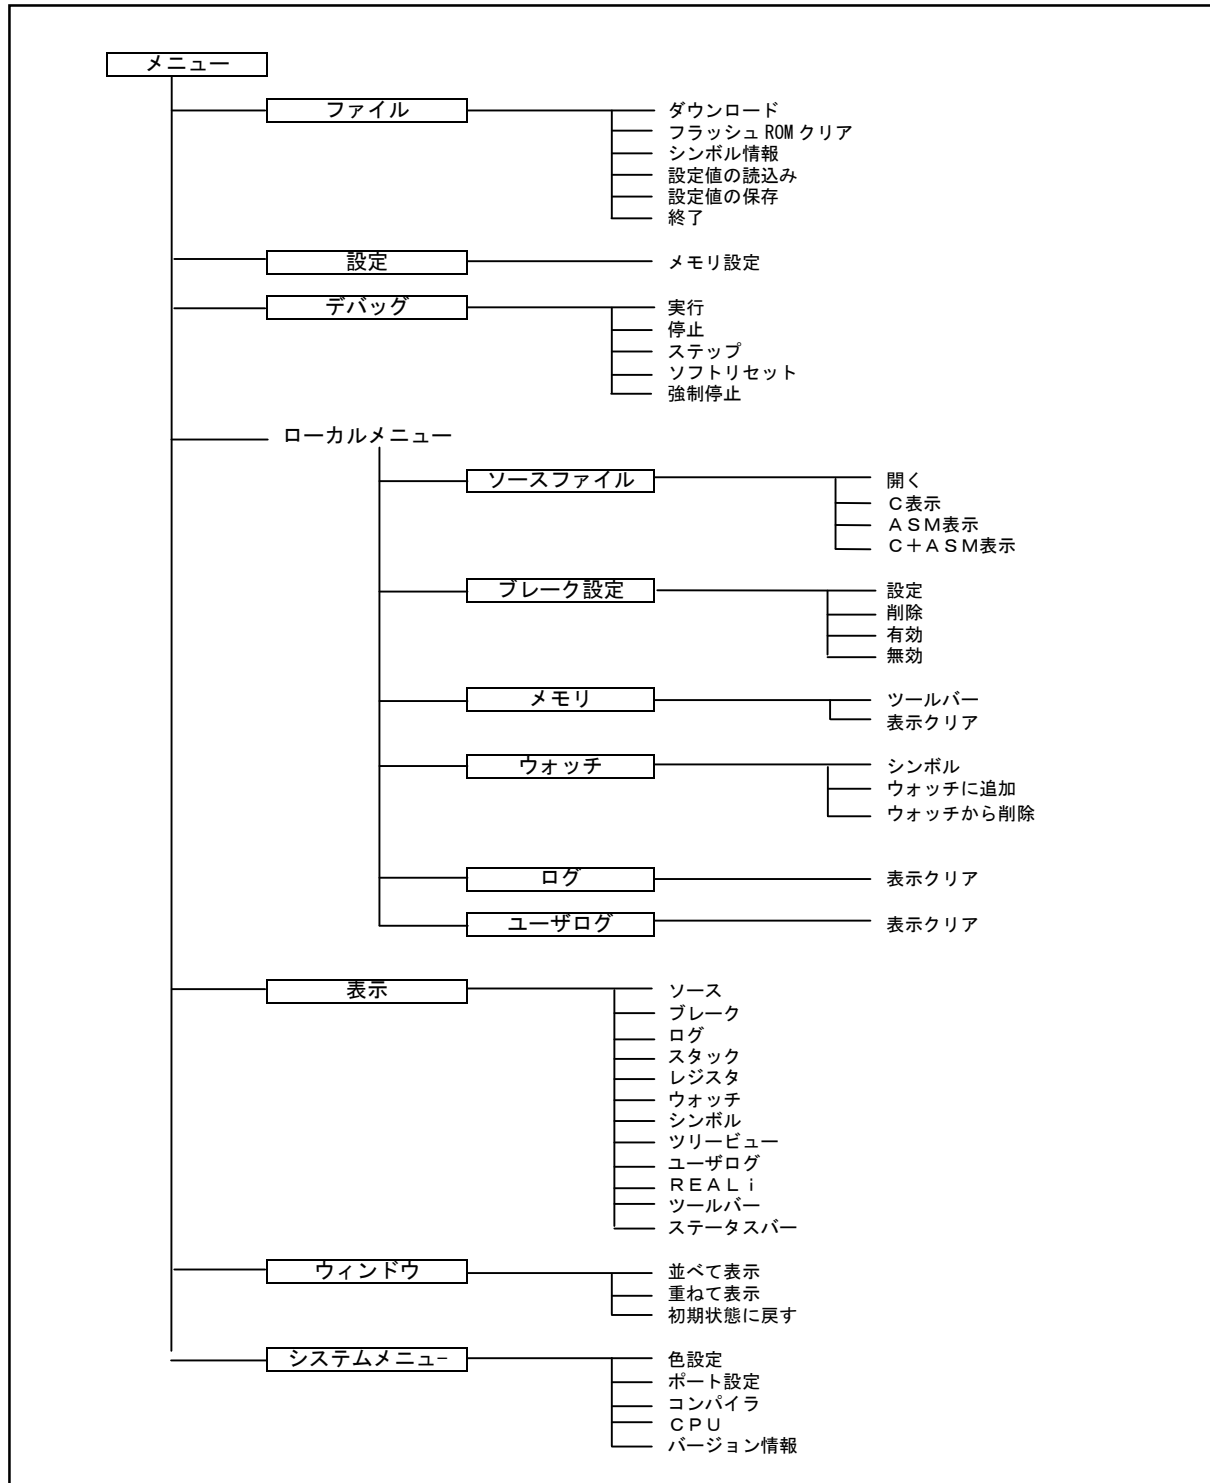 メニュー
ファイル
ダウンロード
フラッシュ ROM クリア
シンボル情報
設定値の読込み
設定値の保存
終了
設定
メモリ設定
デバッグ
実行
停止
ステップ
ソフトリセット
強制停止
ローカルメニュー
ソースファイル
開く
C表示
ASM表示
C+ASM表示
ブレーク設定
設定
削除
有効
無効
メモリ
ツールバー
表示クリア
ウォッチ
シンボル
ウォッチに追加
ウォッチから削除
ログ
表示クリア
ユーザログ
表示クリア
表示
ソース
ブレーク
ログ
スタック
レジスタ
ウォッチ
シンボル
ツリービュー
ユーザログ
REALi
ツールバー
ステータスバー
ウィンドウ
並べて表示
重ねて表示
初期状態に戻す
システムメニュー
色設定
ポート設定
コンパイラ
CPU
バージョン情報